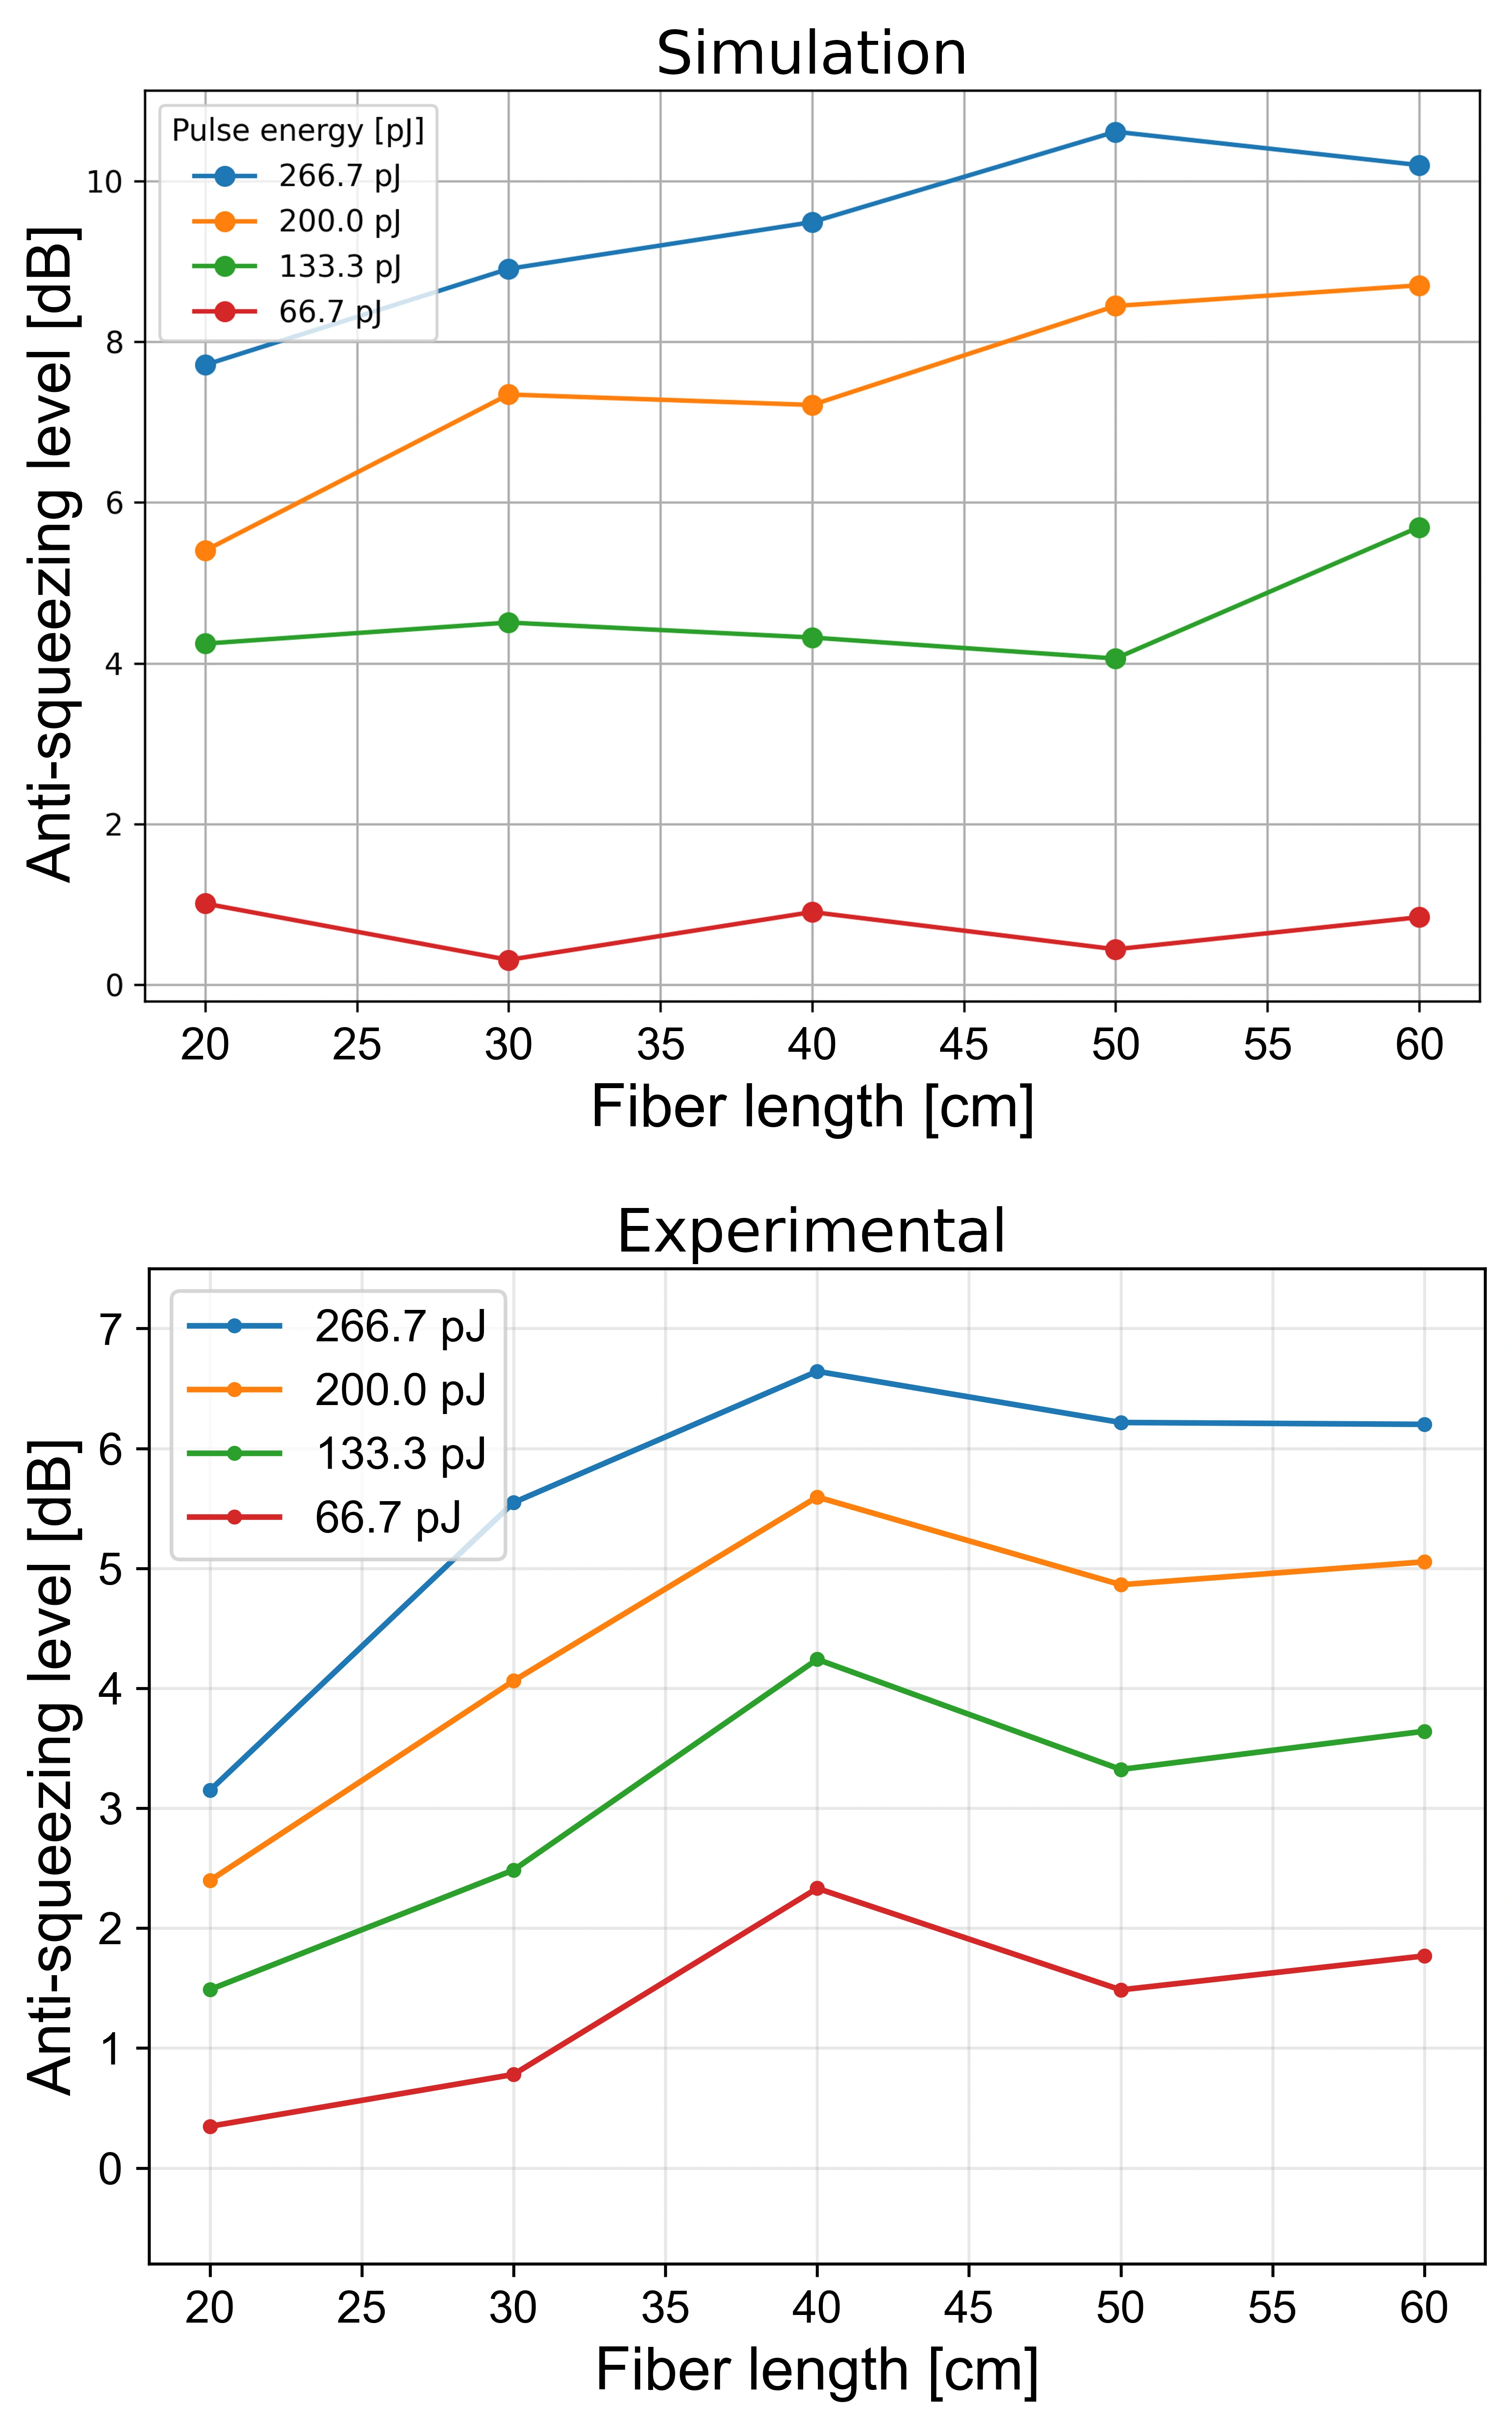 Simulation
Anti-squeezing level [dB]
Pulse energy [pJ]
266.7 pJ
200.0 pJ
133.3 pJ
66.7 pJ
10
8
6
4
2
0
20 25 30 35 40 45 50 55 60
Fiber length [cm]
Experimental
Anti-squeezing level [dB]
266.7 pJ
200.0 pJ
133.3 pJ
66.7 pJ
7
6
5
4
3
2
1
0
20 25 30 35 40 45 50 55 60
Fiber length [cm]